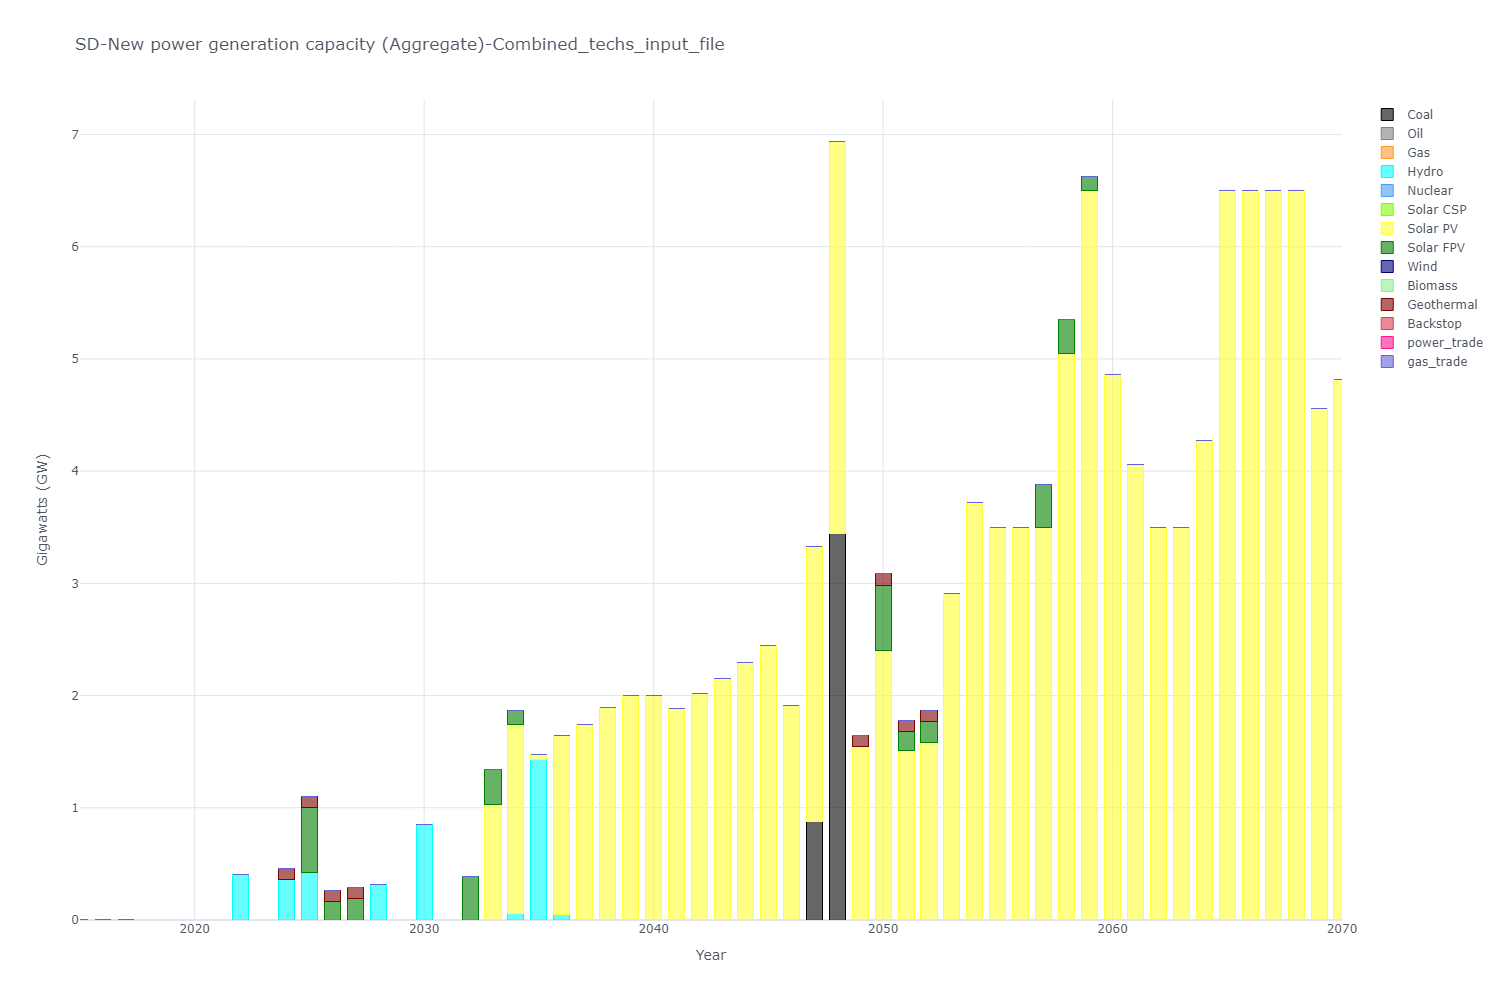 SD-New power generation capacity (Aggregate)-Combined_techs_input_file
Coal
Oil
Gas
Hydro
Nuclear
Solar CSP
Solar PV
Solar FPV
Wind
Biomass
Geothermal
Backstop
power_trade
gas_trade
Gigawatts (GW)
7
6
5
4
3
2
1
0
2020
2030
2040
2050
2060
2070
Year